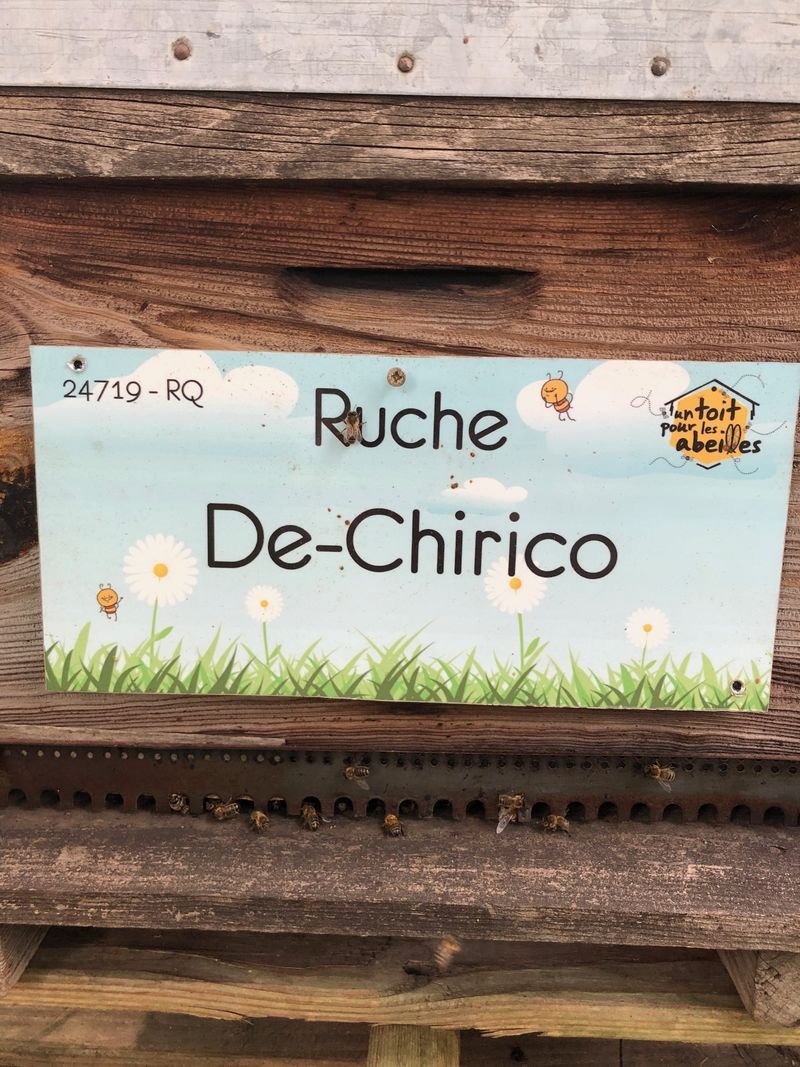 24719 - RQ
Ruche
un toit
pour les
abeilles
De-Chirico